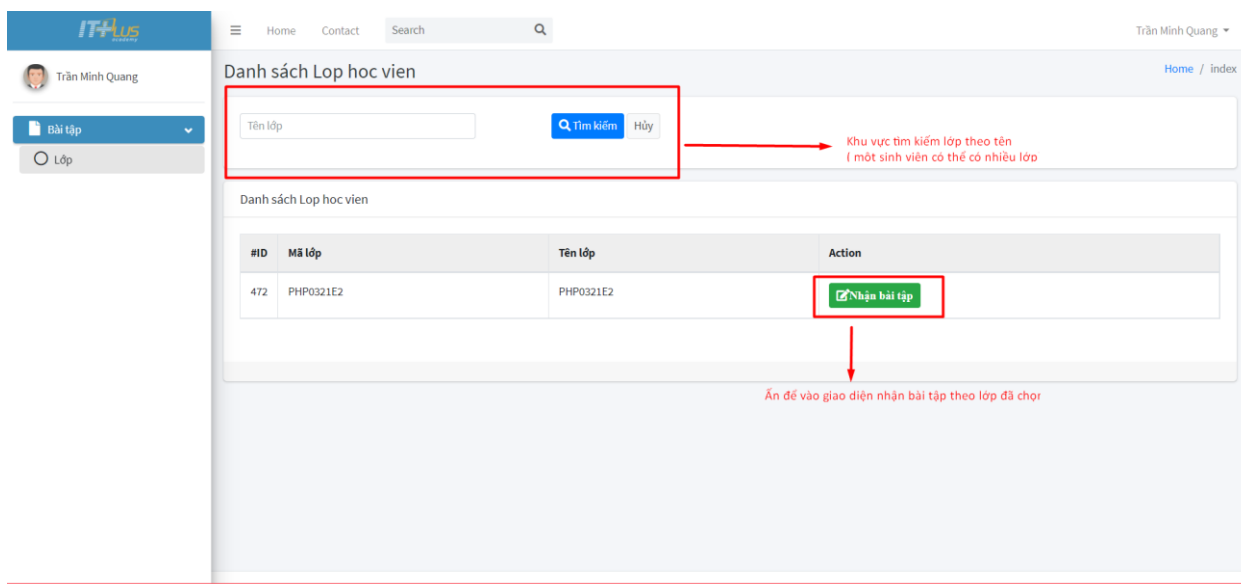 ITPlus
academy
Home Contact Search Trần Minh Quang
Trần Minh Quang
Danh sách Lop hoc vien
Home / index
Bài tập
Lớp
Tên lớp Tìm kiếm Hủy
Khu vực tìm kiếm lớp theo tên
( một sinh viên có thể có nhiều lớp
Danh sách Lop hoc vien
#ID Mã lớp Tên lớp Action
472 PHP0321E2 PHP0321E2 Nhận bài tập
Ấn để vào giao diện nhận bài tập theo lớp đã chọn